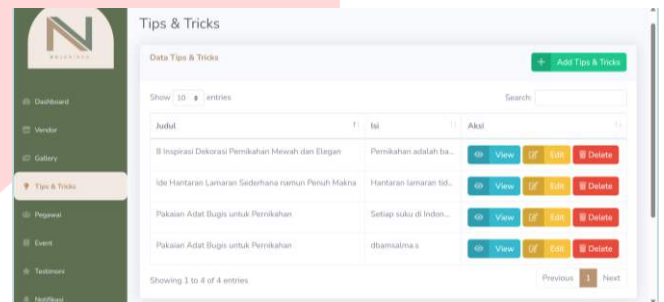 Tips & Tricks
Data Tips & Tricks
+ Add Tips & Tricks
Show 10 entries
Search:
Judul Isi Aksi
8 Inspirasi Dekorasi Pernikahan Mewah dan Elegan Pernikahan adalah ba... View Edit Delete
Ide Hantaran Lamaran Sederhana namun Penuh Makna Hantaran lamaran tid... View Edit Delete
Pakaian Adat Bugis untuk Pernikahan Setiap suku di Indon... View Edit Delete
Pakaian Adat Bugis untuk Pernikahan dbamsalma.s View Edit Delete
Showing 1 to 4 of 4 entries
Previous 1 Next
N
Dashboard
Vendor
Gallery
Tips & Tricks
Pegawai
Event
Testimoni
Notifikasi